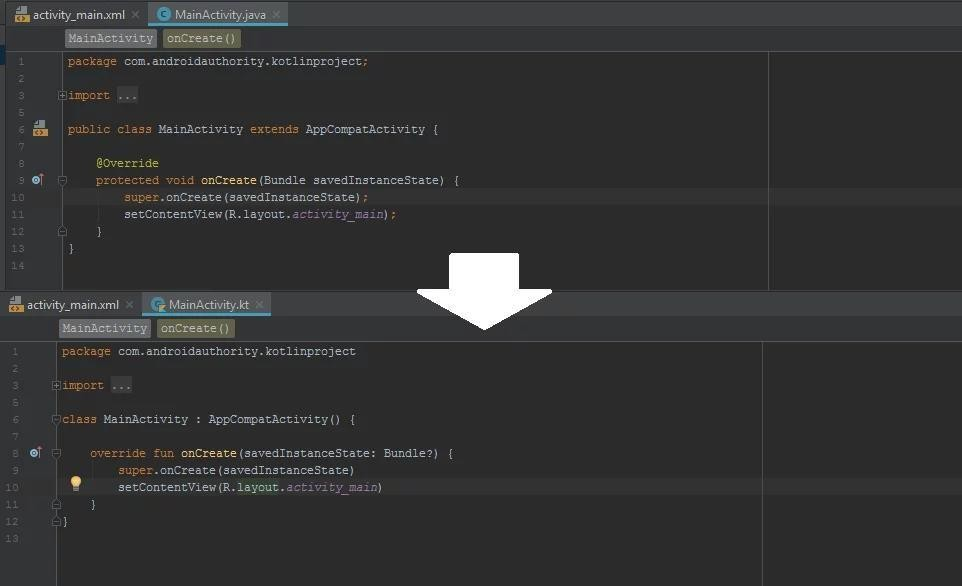 activity_main.xml MainActivity.java
MainActivity onCreate()
1 package com.androidauthority.kotlinproject;
2
3 import ...
5
6 public class MainActivity extends AppCompatActivity {
7
8 @Override
9 protected void onCreate(Bundle savedInstanceState) {
10 super.onCreate(savedInstanceState);
11 setContentView(R.layout.activity_main);
12 }
13 }
14
activity_main.xml MainActivity.kt
MainActivity onCreate()
1 package com.androidauthority.kotlinproject
2
3 import ...
5
6 class MainActivity : AppCompatActivity() {
7
8 override fun onCreate(savedInstanceState: Bundle?) {
9 super.onCreate(savedInstanceState)
10 setContentView(R.layout.activity_main)
11 }
12 }
13